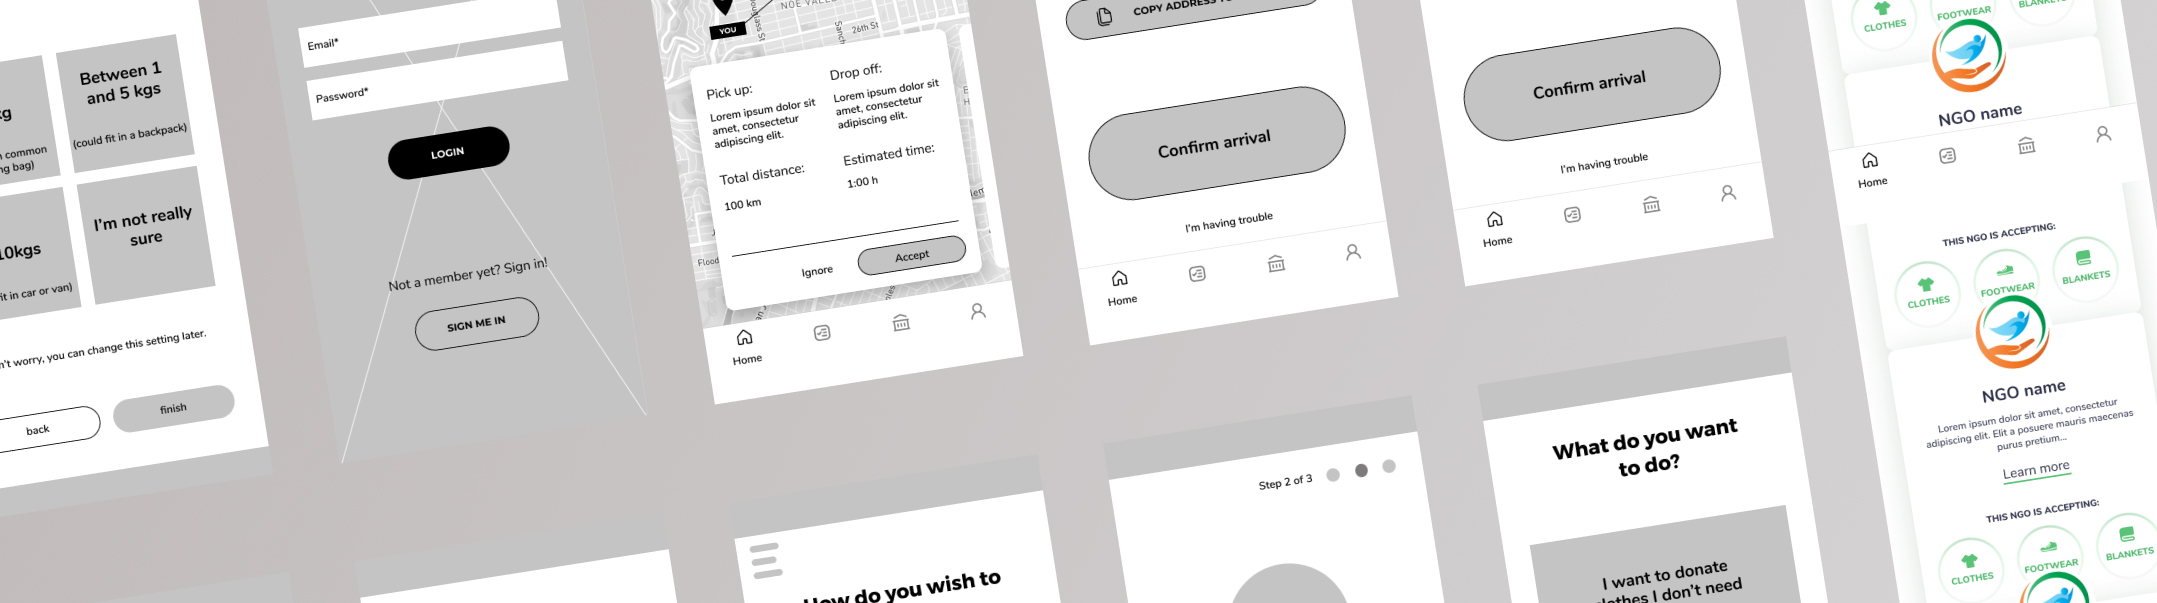 Between 1
and 5 kgs
(could fit in a backpack)
common
bag)
10kgs
fit in car or van)
I'm not really
sure
you can change this setting later.
back
finish
Email*
Password*
LOGIN
Not a member yet? Sign in!
SIGN ME IN
NOE
YOU
26th St
Pick up:
Lorem ipsum dolor sit
amet, consectetur
adipiscing elit.
Drop off:
Lorem ipsum dolor sit
amet, consectetur
adipiscing elit.
Total distance:
100 km
Estimated time:
1:00 h
Ignore
Accept
Home
COPY ADDRESS
Confirm arrival
I'm having trouble
Home
Confirm arrival
I'm having trouble
Home
CLOTHES
FOOTWEAR
BLANKETS
NGO name
Home
THIS NGO IS ACCEPTING:
CLOTHES
FOOTWEAR
BLANKETS
NGO name
Lorem ipsum dolor sit amet, consectetur
adipiscing elit. Elit a posuere mauris maecenas
purus pretium...
Learn more
THIS NGO IS ACCEPTING:
CLOTHES
FOOTWEAR
BLANKETS
How do you wish to
Step 2 of 3
What do you want
to do?
I want to donate
clothes I don't need